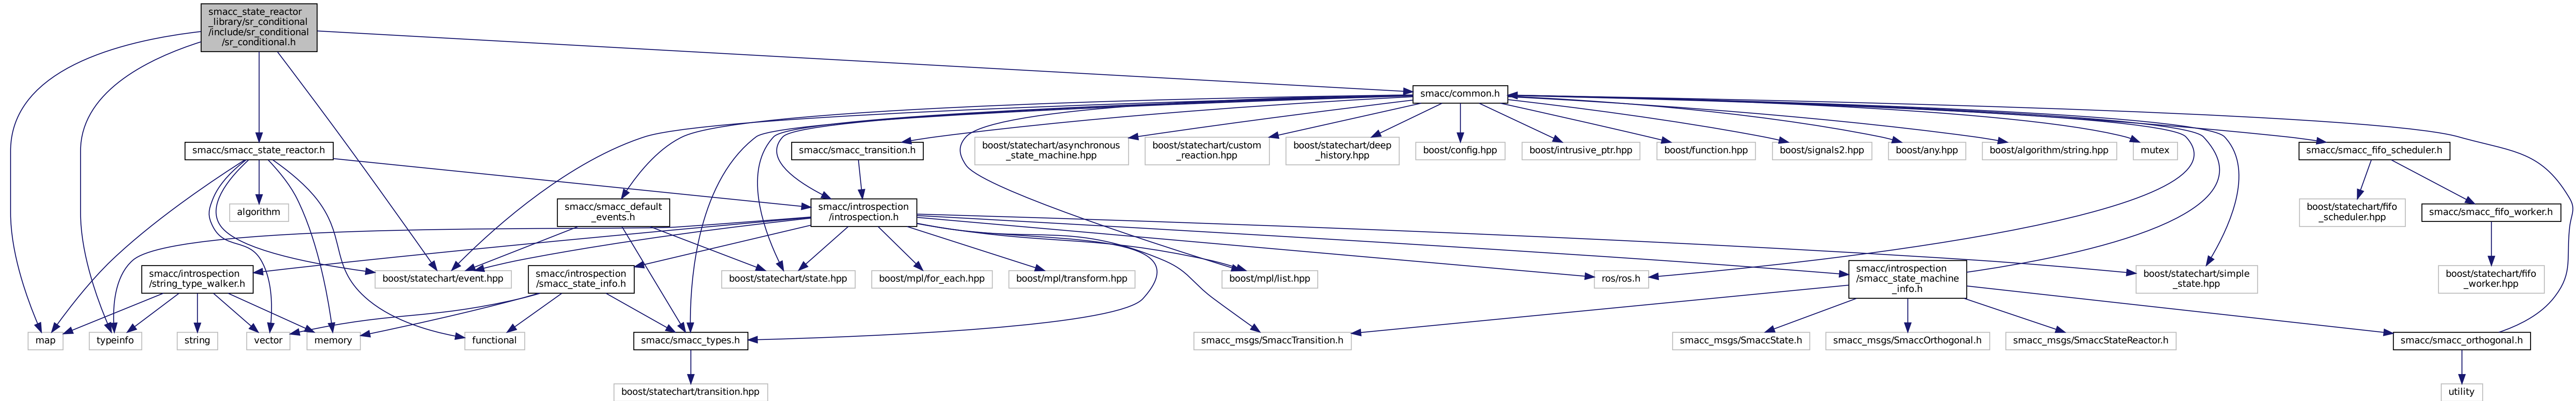 smacc_state_reactor
_library/sr_conditional
/include/sr_conditional
/sr_conditional.h
smacc/common.h
smacc/smacc_state_reactor.h
smacc/smacc_transition.h
boost/statechart/asynchronous
_state_machine.hpp
boost/statechart/custom
_reaction.hpp
boost/statechart/deep
_history.hpp
boost/config.hpp
boost/intrusive_ptr.hpp
boost/function.hpp
boost/signals2.hpp
boost/any.hpp
boost/algorithm/string.hpp
mutex
smacc/smacc_fifo_scheduler.h
algorithm
smacc/smacc_default
_events.h
smacc/introspection
/introspection.h
boost/statechart/fifo
_scheduler.hpp
smacc/smacc_fifo_worker.h
smacc/introspection
/string_type_walker.h
boost/statechart/event.hpp
smacc/introspection
/smacc_state_info.h
boost/statechart/state.hpp
boost/mpl/for_each.hpp
boost/mpl/transform.hpp
boost/mpl/list.hpp
ros/ros.h
smacc/introspection
/smacc_state_machine
_info.h
boost/statechart/simple
_state.hpp
boost/statechart/fifo
_worker.hpp
map
typeinfo
string
vector
memory
functional
smacc/smacc_types.h
smacc_msgs/SmaccTransition.h
smacc_msgs/SmaccState.h
smacc_msgs/SmaccOrthogonal.h
smacc_msgs/SmaccStateReactor.h
smacc/smacc_orthogonal.h
boost/statechart/transition.hpp
utility